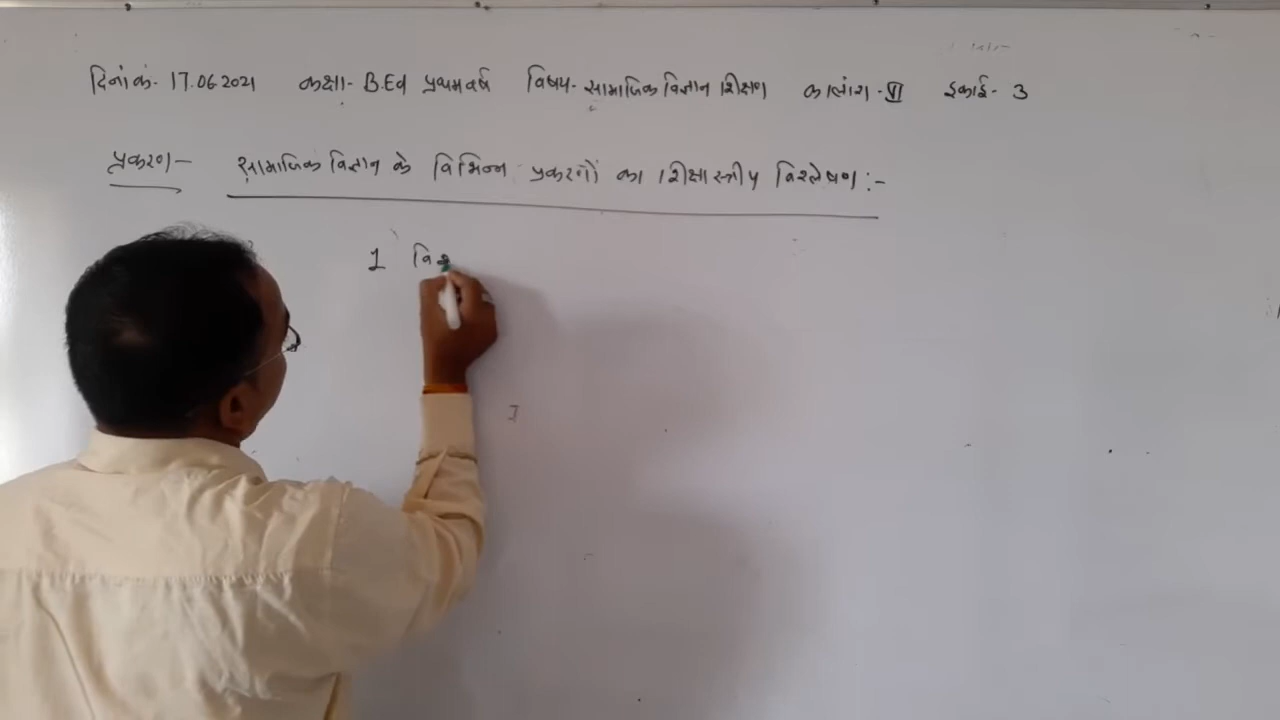 दिनांक- 17.06.2021 कक्षा- B.Ed प्रथम वर्ष विषय- सामाजिक विज्ञान शिक्षण कालांश-VI इकाई- 3
प्रकरण- सामाजिक विज्ञान के विभिन्न प्रकरणों का शिक्षास्त्रीय विश्लेषण:-
1